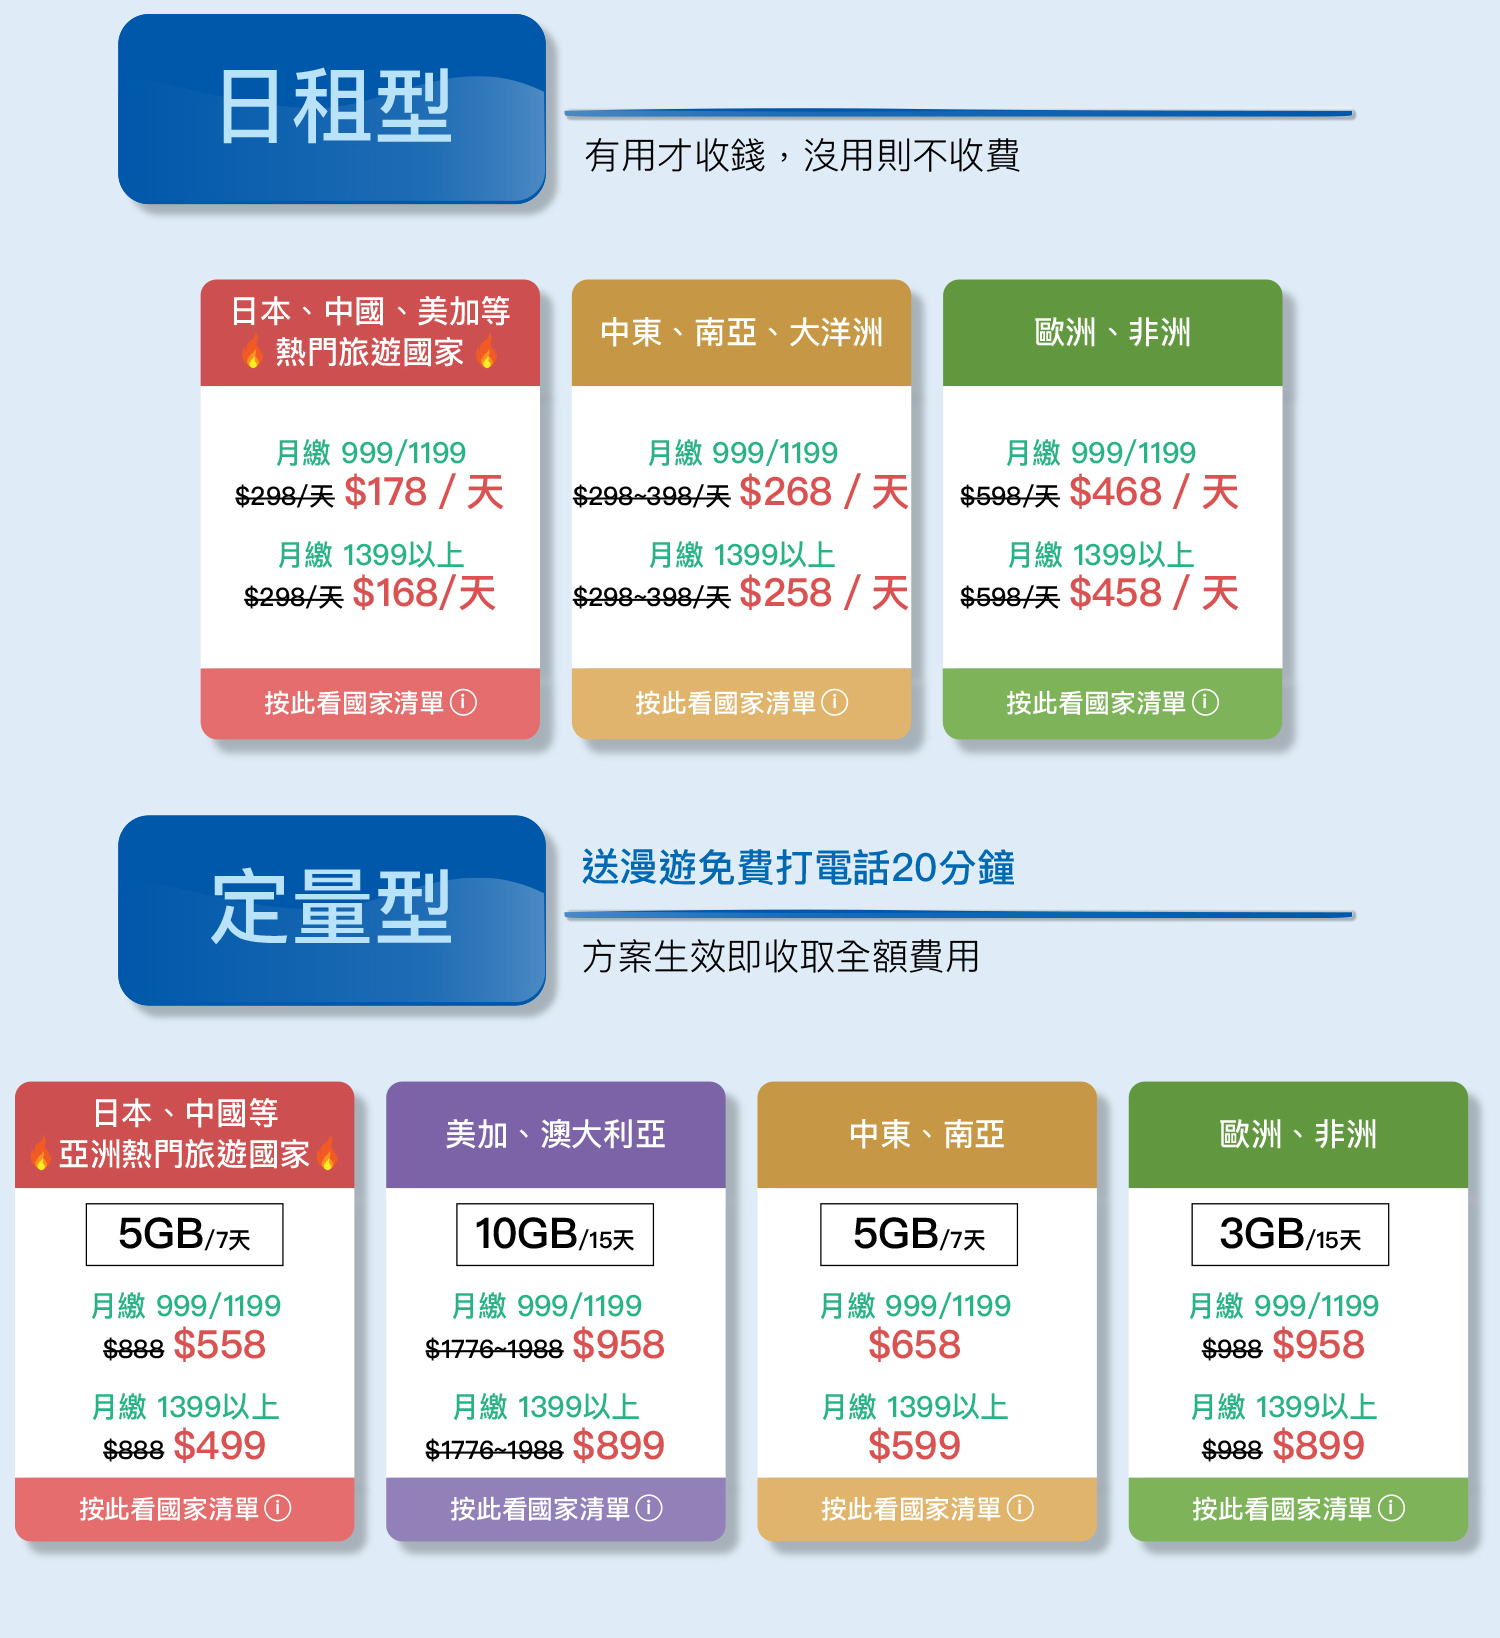 日租型
有用才收錢，沒用則不收費
日本、中國、美加等
熱門旅遊國家
月繳 999/1199
$298/天 $178 / 天
月繳 1399以上
$298/天 $168/天
按此看國家清單 i
中東、南亞、大洋洲
月繳 999/1199
$298~398/天 $268 / 天
月繳 1399以上
$298~398/天 $258 / 天
按此看國家清單 i
歐洲、非洲
月繳 999/1199
$598/天 $468 / 天
月繳 1399以上
$598/天 $458 / 天
按此看國家清單 i
定量型
送漫遊免費打電話20分鐘
方案生效即收取全額費用
日本、中國等
亞洲熱門旅遊國家
5GB/7天
月繳 999/1199
$888 $558
月繳 1399以上
$888 $499
按此看國家清單 i
美加、澳大利亞
10GB/15天
月繳 999/1199
$1776~1988 $958
月繳 1399以上
$1776~1988 $899
按此看國家清單 i
中東、南亞
5GB/7天
月繳 999/1199
$658
月繳 1399以上
$599
按此看國家清單 i
歐洲、非洲
3GB/15天
月繳 999/1199
$988 $958
月繳 1399以上
$988 $899
按此看國家清單 i